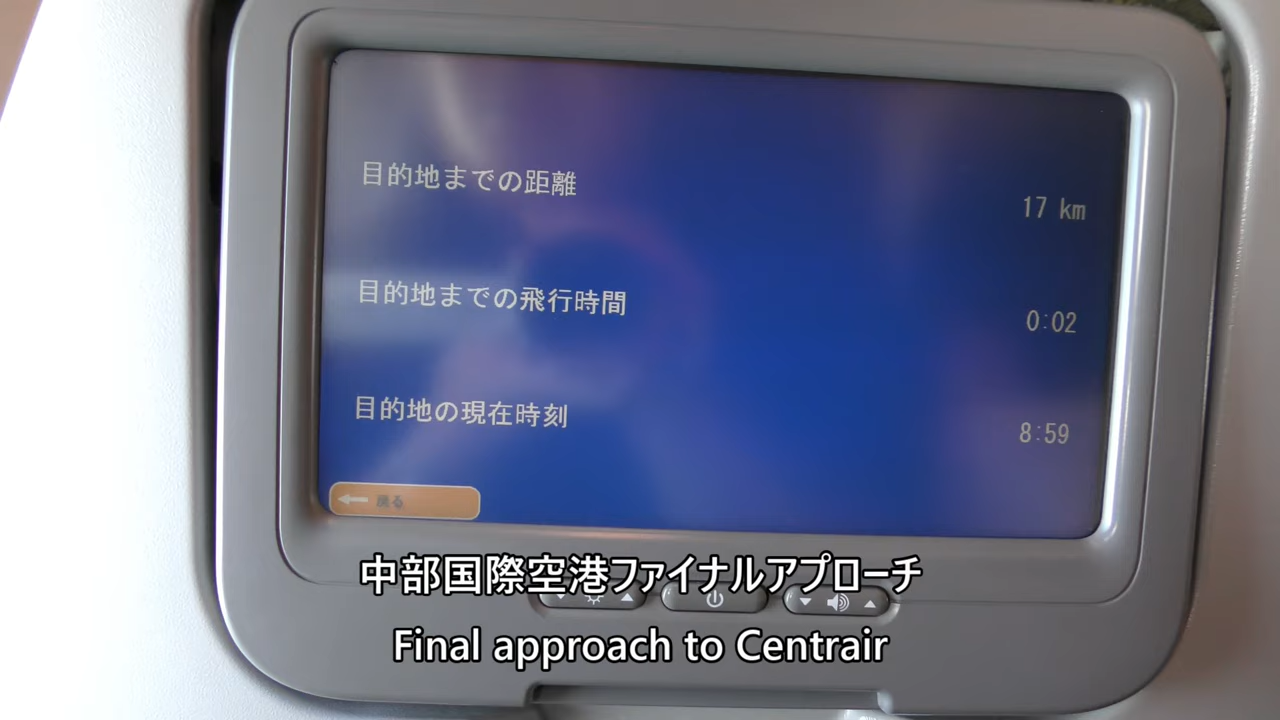 目的地までの距離
17 km
目的地までの飛行時間
0:02
目的地の現在時刻
8:59
戻る
中部国際空港ファイナルアプローチ
Final approach to Centrair